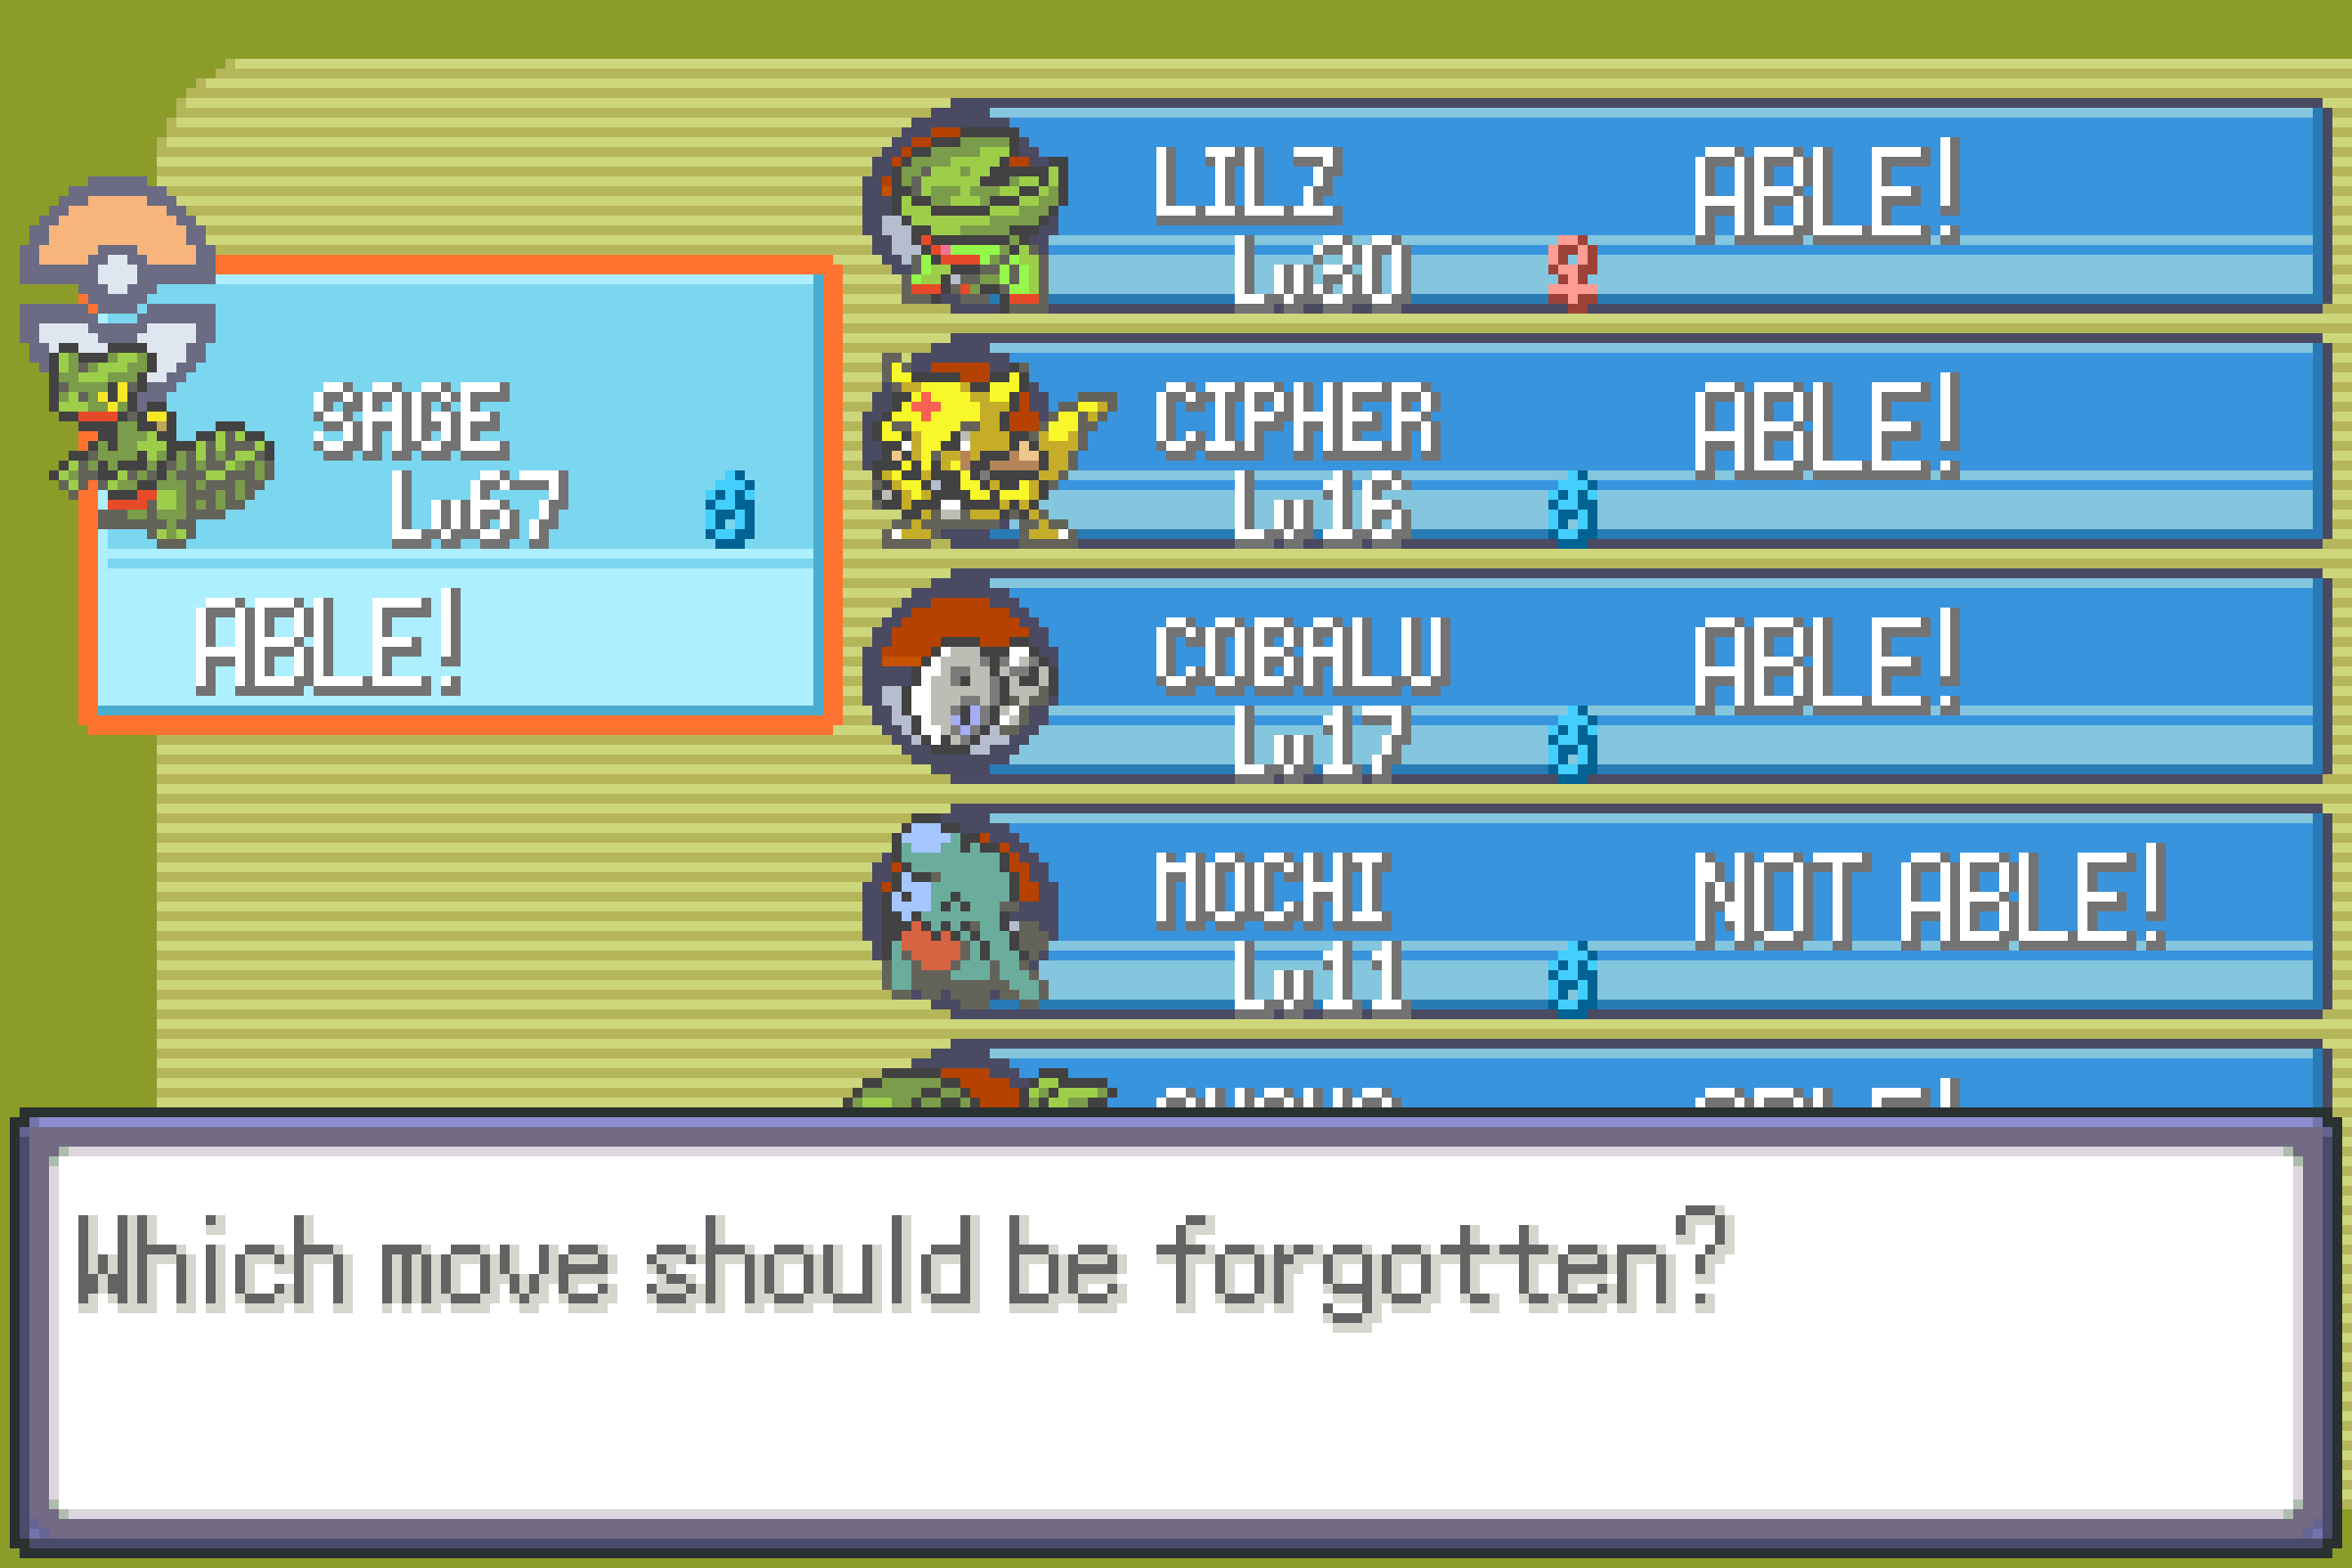 SAGE
Lv67 ♂
ABLE!
LILZ ABLE!
♀
CIPHER ABLE!
Lv16 ♂
COBALU ABLE!
Lv17 ♂
MOCHI NOT ABLE!
Lv11 ♂
ABLE!
Which move should be forgotten?